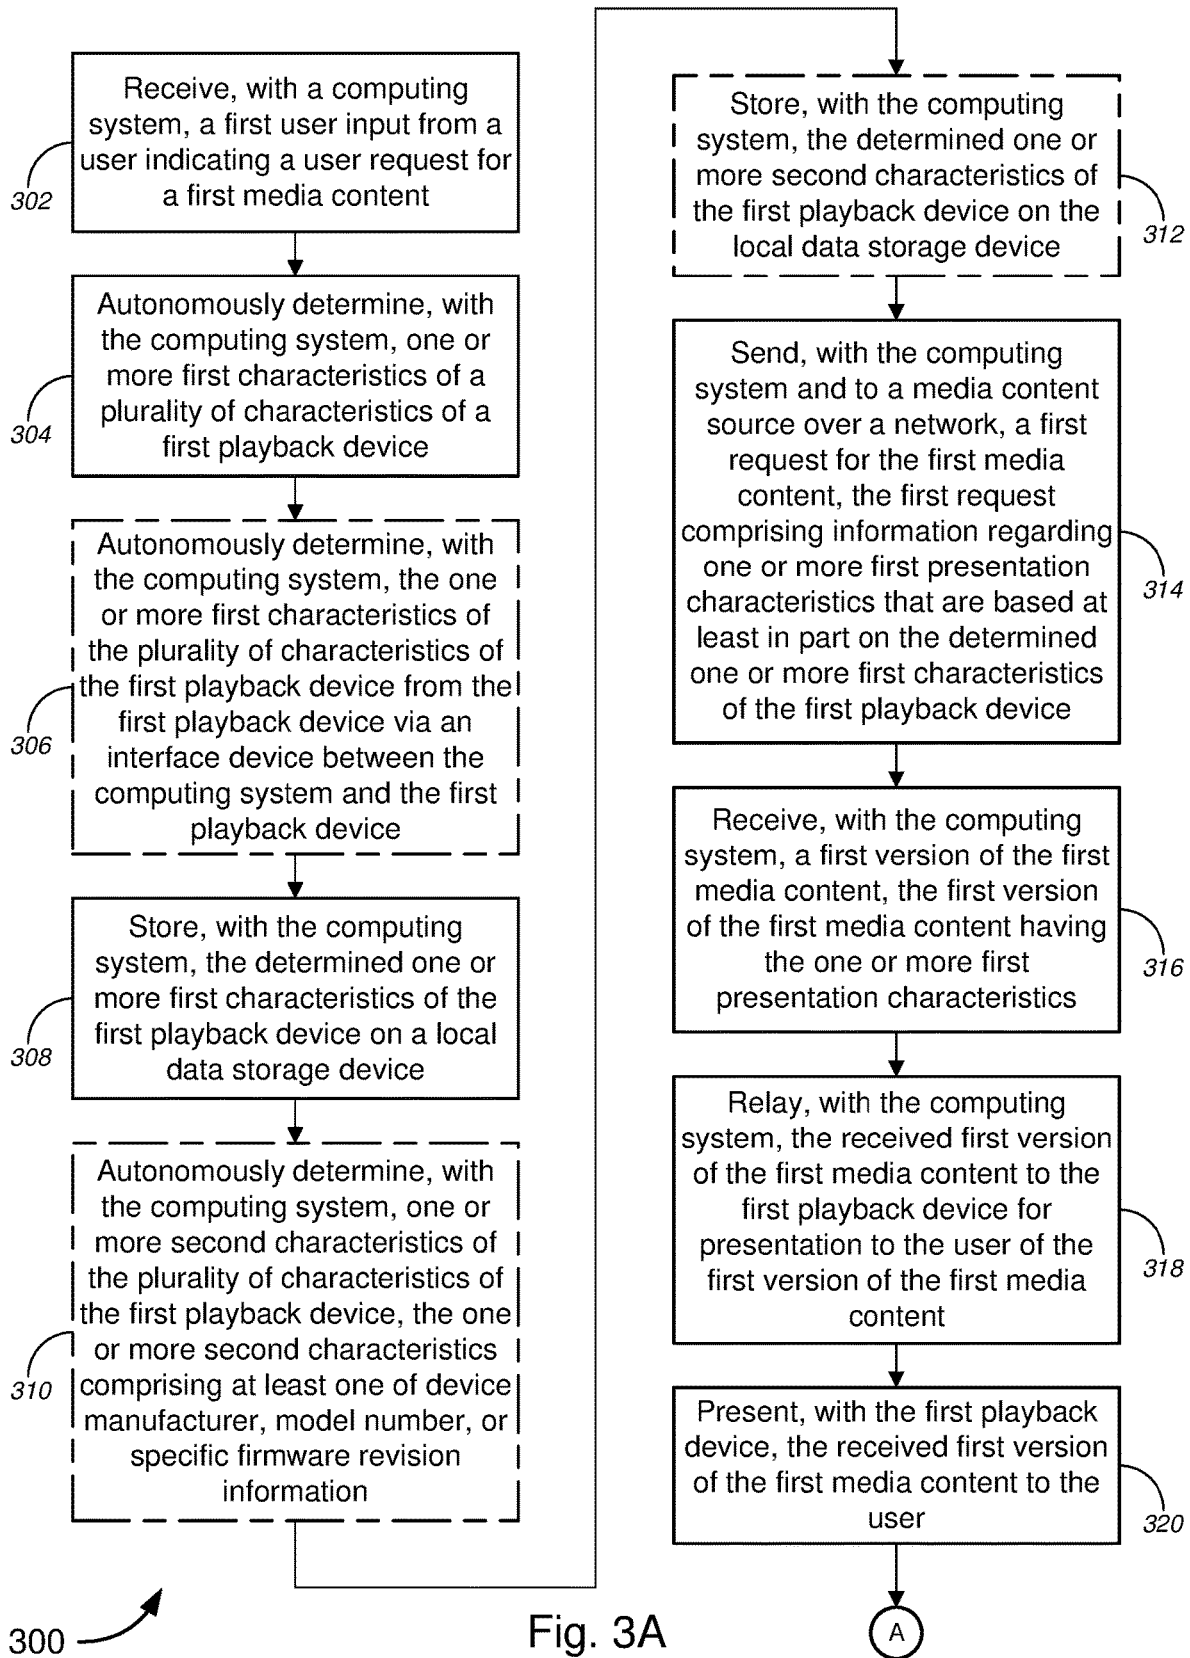 Receive, with a computing
system, a first user input from a
user indicating a user request for
a first media content
302
Autonomously determine, with
the computing system, one or
more first characteristics of a
plurality of characteristics of a
first playback device
304
Autonomously determine, with
the computing system, the one
or more first characteristics of
the plurality of characteristics of
the first playback device from the
first playback device via an
interface device between the
computing system and the first
playback device
306
Store, with the computing
system, the determined one or
more first characteristics of the
first playback device on a local
data storage device
308
Autonomously determine, with
the computing system, one or
more second characteristics of
the plurality of characteristics of
the first playback device, the one
or more second characteristics
comprising at least one of device
manufacturer, model number, or
specific firmware revision
information
310
Store, with the computing
system, the determined one or
more second characteristics of
the first playback device on the
local data storage device
312
Send, with the computing
system and to a media content
source over a network, a first
request for the first media
content, the first request
comprising information regarding
one or more first presentation
characteristics that are based at
least in part on the determined
one or more first characteristics
of the first playback device
314
Receive, with the computing
system, a first version of the first
media content, the first version
of the first media content having
the one or more first
presentation characteristics
316
Relay, with the computing
system, the received first version
of the first media content to the
first playback device for
presentation to the user of the
first version of the first media
content
318
Present, with the first playback
device, the received first version
of the first media content to the
user
320
A
300
Fig. 3A